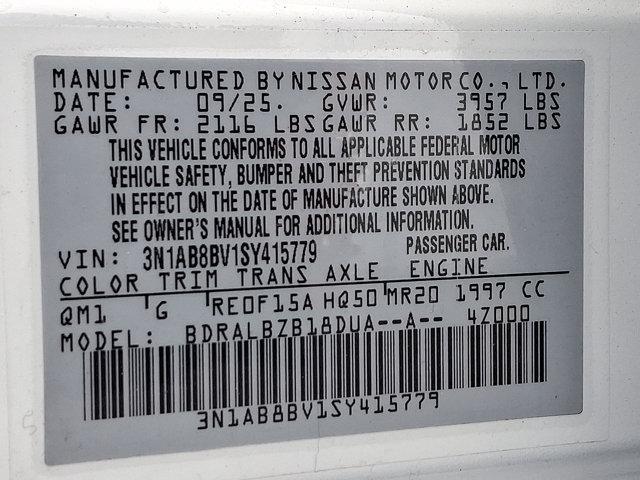 MANUFACTURED BY NISSAN MOTOR CO., LTD.
DATE: 09/25. GVWR: 3957 LBS
GAWR FR: 2116 LBS GAWR RR: 1852 LBS
THIS VEHICLE CONFORMS TO ALL APPLICABLE FEDERAL MOTOR
VEHICLE SAFETY, BUMPER AND THEFT PREVENTION STANDARDS
IN EFFECT ON THE DATE OF MANUFACTURE SHOWN ABOVE.
SEE OWNER'S MANUAL FOR ADDITIONAL INFORMATION.
VIN: 3N1AB8BV1SY415779 PASSENGER CAR.
COLOR TRIM TRANS AXLE ENGINE
QM1 G RE0F15A HQ50 MR20 1997 CC
MODEL: BDRALBZB18DUA--A-- 4Z000
3N1AB8BV1SY415779